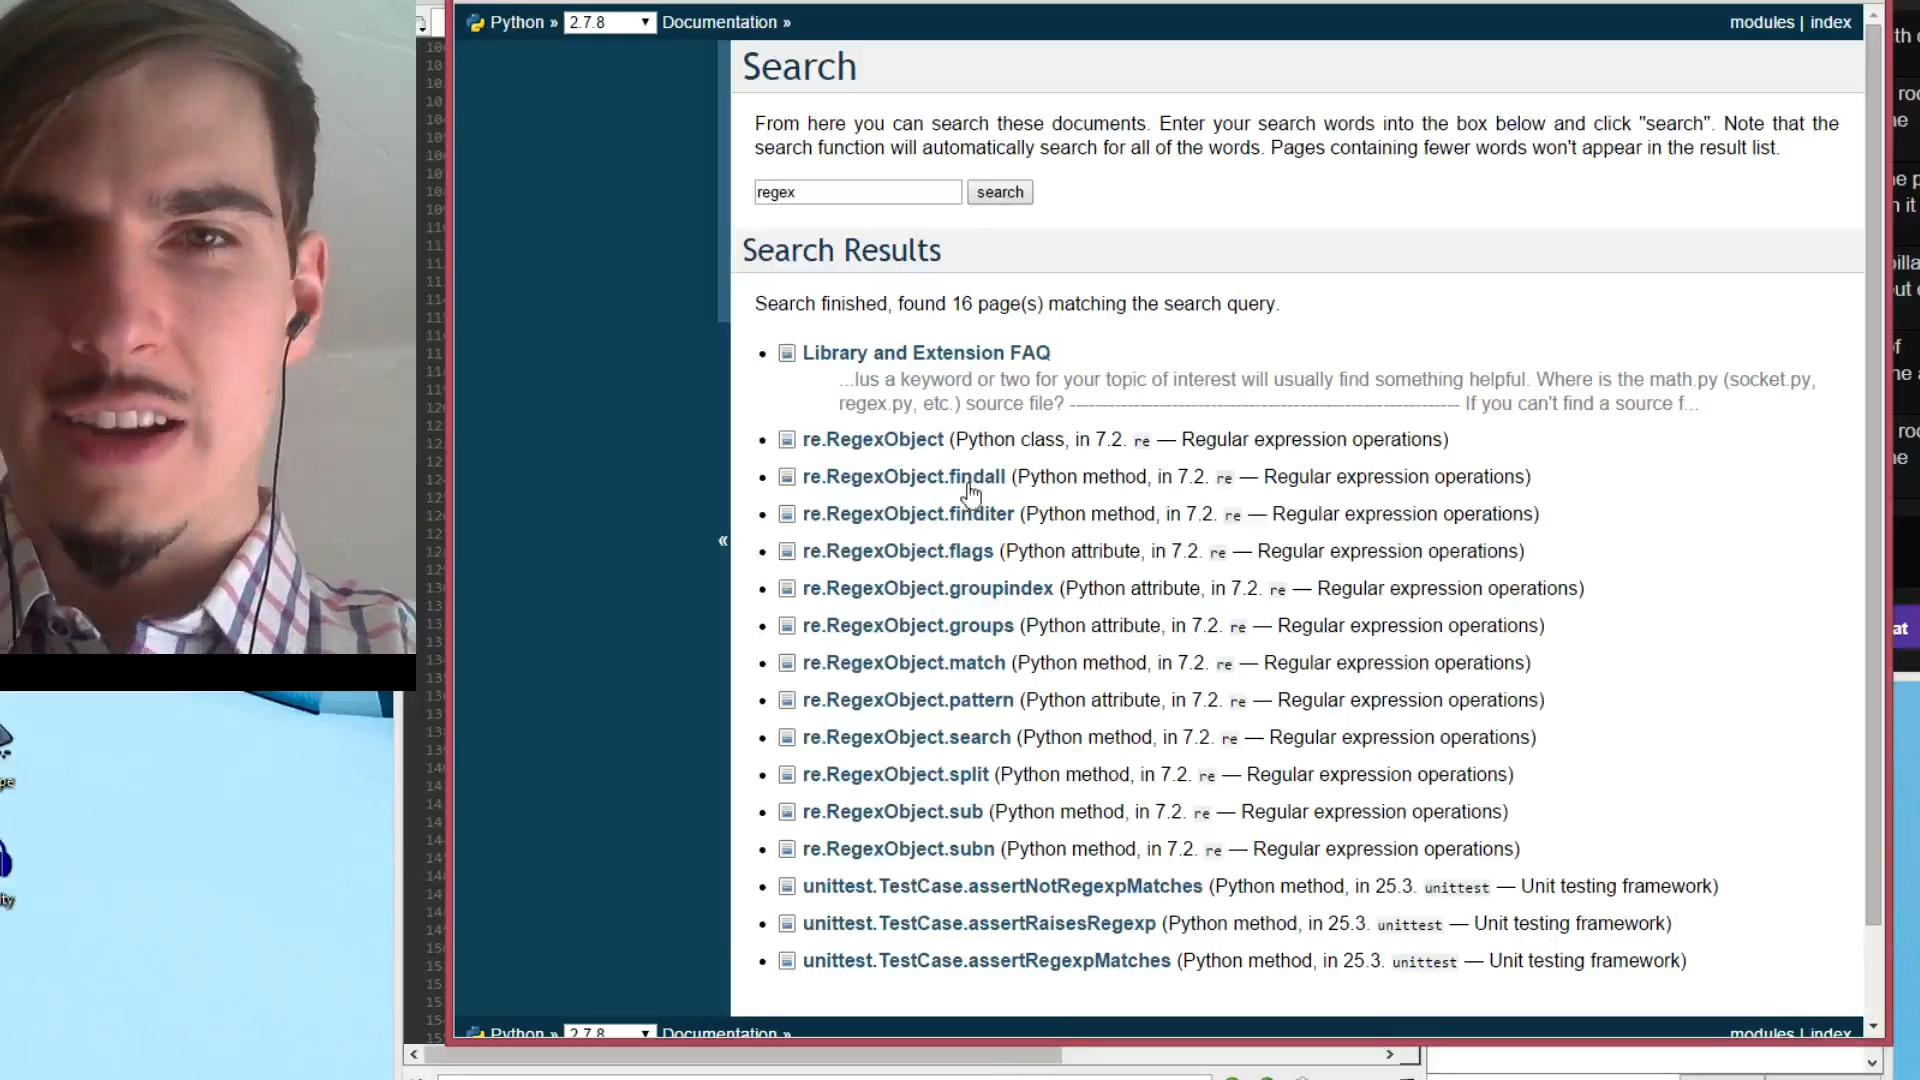 Python » 2.7.8 Documentation » modules | index
Search
From here you can search these documents. Enter your search words into the box below and click "search". Note that the
search function will automatically search for all of the words. Pages containing fewer words won't appear in the result list.
regex search
Search Results
Search finished, found 16 page(s) matching the search query.
Library and Extension FAQ
...lus a keyword or two for your topic of interest will usually find something helpful. Where is the math.py (socket.py,
regex.py, etc.) source file? ------------------------------------------------------- If you can't find a source f...
re.RegexObject (Python class, in 7.2. re — Regular expression operations)
re.RegexObject.findall (Python method, in 7.2. re — Regular expression operations)
re.RegexObject.finditer (Python method, in 7.2. re — Regular expression operations)
re.RegexObject.flags (Python attribute, in 7.2. re — Regular expression operations)
re.RegexObject.groupindex (Python attribute, in 7.2. re — Regular expression operations)
re.RegexObject.groups (Python attribute, in 7.2. re — Regular expression operations)
re.RegexObject.match (Python method, in 7.2. re — Regular expression operations)
re.RegexObject.pattern (Python attribute, in 7.2. re — Regular expression operations)
re.RegexObject.search (Python method, in 7.2. re — Regular expression operations)
re.RegexObject.split (Python method, in 7.2. re — Regular expression operations)
re.RegexObject.sub (Python method, in 7.2. re — Regular expression operations)
re.RegexObject.subn (Python method, in 7.2. re — Regular expression operations)
unittest.TestCase.assertNotRegexpMatches (Python method, in 25.3. unittest — Unit testing framework)
unittest.TestCase.assertRaisesRegexp (Python method, in 25.3. unittest — Unit testing framework)
unittest.TestCase.assertRegexpMatches (Python method, in 25.3. unittest — Unit testing framework)
Python » 2.7.8 Documentation » modules | index